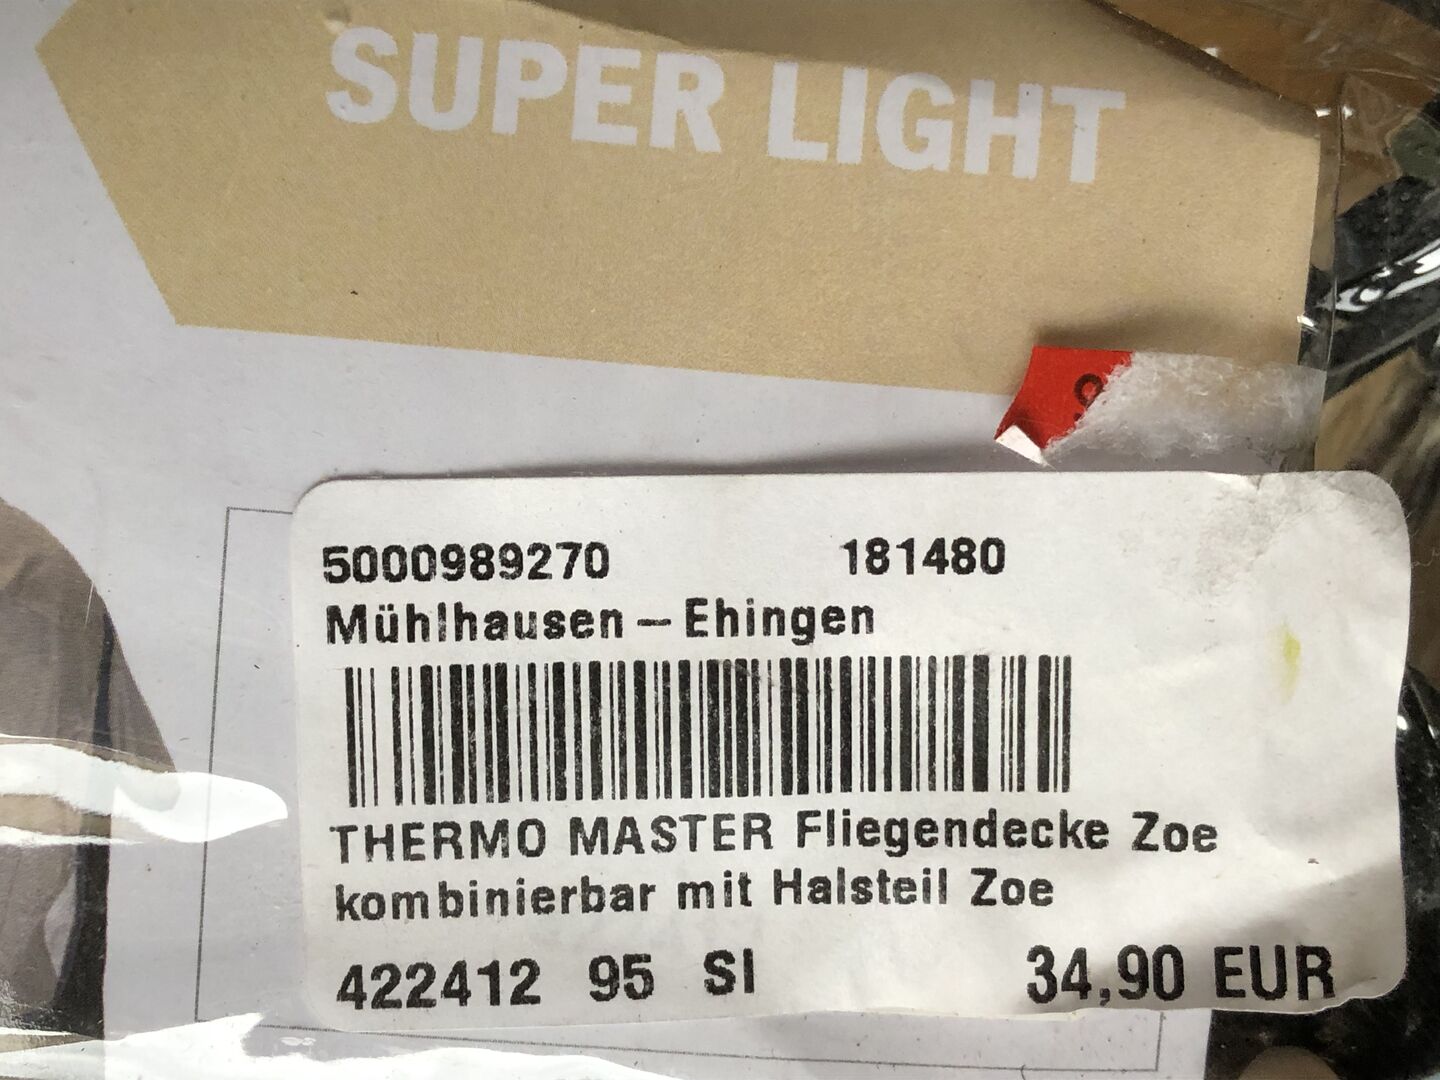 SUPER LIGHT
5000989270 181480
Mühlhausen – Ehingen
THERMO MASTER Fliegendecke Zoe
kombinierbar mit Halsteil Zoe
422412 95 SI 34,90 EUR